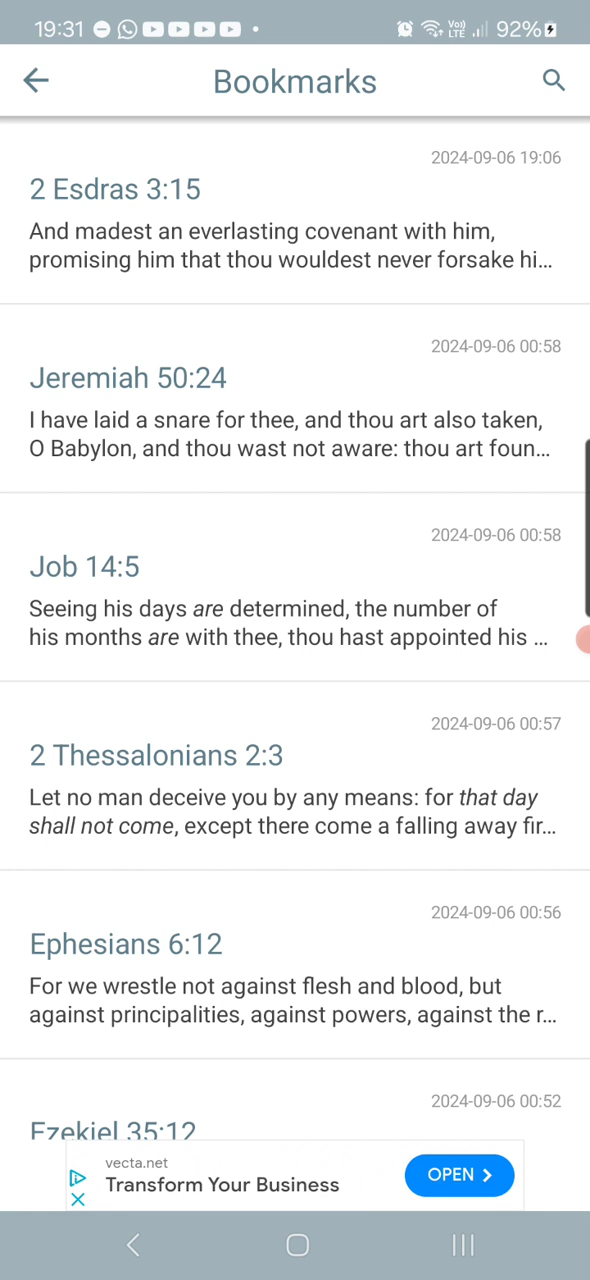 19:31
Vo)) LTE 92%
Bookmarks
2024-09-06 19:06
2 Esdras 3:15
And madest an everlasting covenant with him,
promising him that thou wouldest never forsake hi...
2024-09-06 00:58
Jeremiah 50:24
I have laid a snare for thee, and thou art also taken,
O Babylon, and thou wast not aware: thou art foun...
2024-09-06 00:58
Job 14:5
Seeing his days are determined, the number of
his months are with thee, thou hast appointed his ...
2024-09-06 00:57
2 Thessalonians 2:3
Let no man deceive you by any means: for that day
shall not come, except there come a falling away fir...
2024-09-06 00:56
Ephesians 6:12
For we wrestle not against flesh and blood, but
against principalities, against powers, against the r...
2024-09-06 00:52
Ezekiel 35:12
vecta.net
Transform Your Business
OPEN